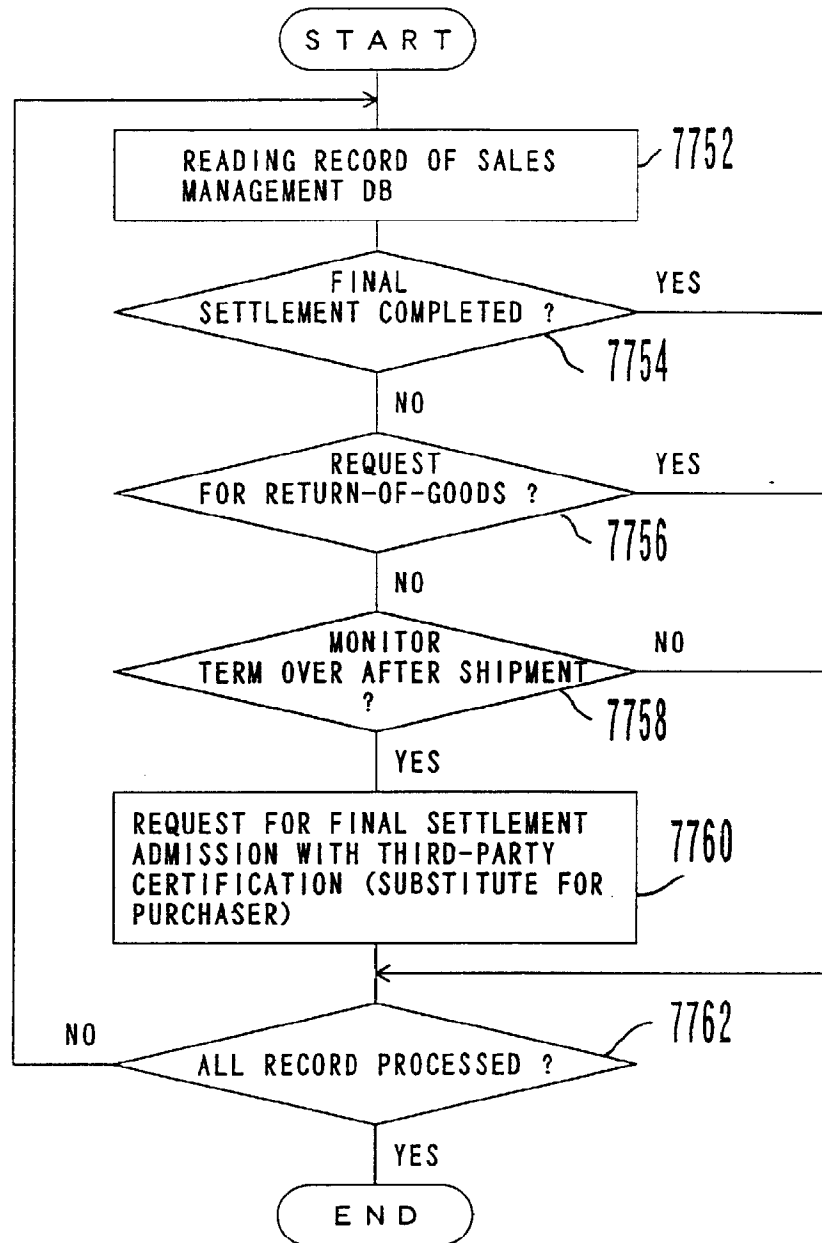 START
READING RECORD OF SALES
MANAGEMENT DB
7752
FINAL
SETTLEMENT COMPLETED ?
YES
7754
NO
REQUEST
FOR RETURN-OF-GOODS ?
YES
7756
NO
MONITOR
TERM OVER AFTER SHIPMENT
?
NO
7758
YES
REQUEST FOR FINAL SETTLEMENT
ADMISSION WITH THIRD-PARTY
CERTIFICATION (SUBSTITUTE FOR
PURCHASER)
7760
NO
7762
ALL RECORD PROCESSED ?
YES
END